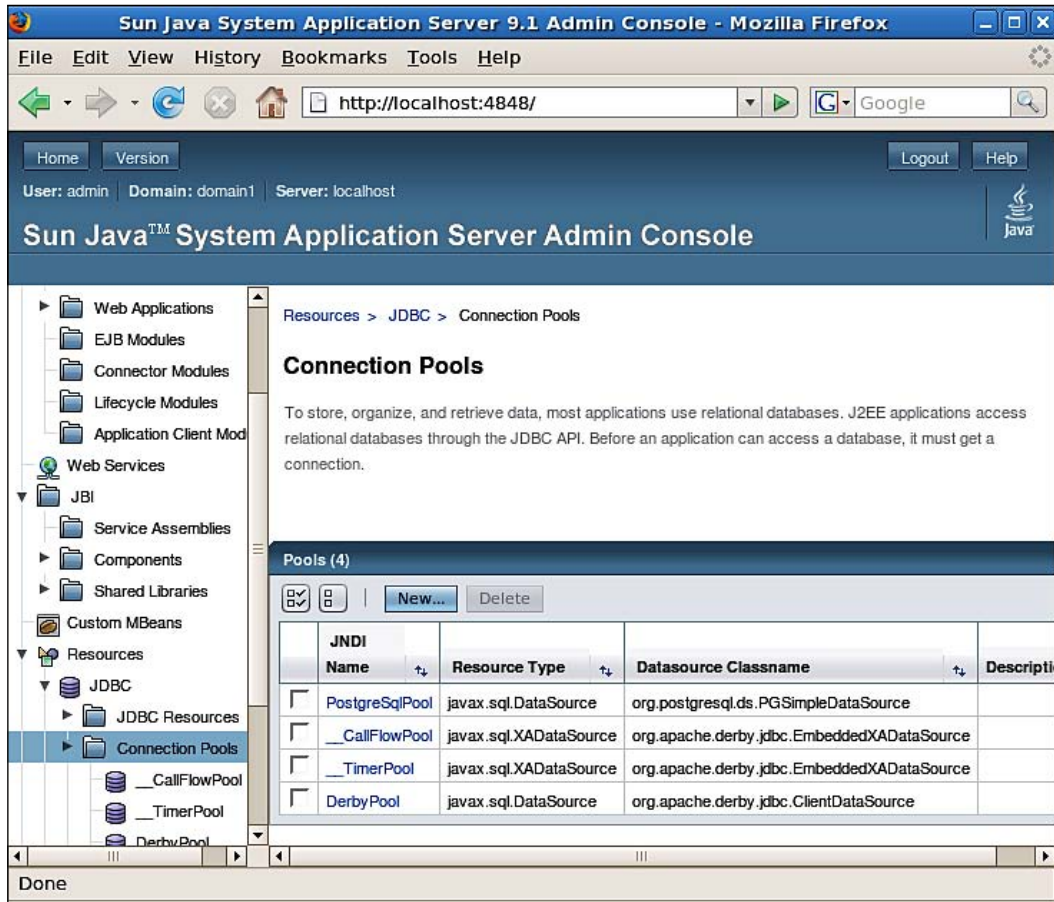 Sun Java System Application Server 9.1 Admin Console - Mozilla Firefox
File Edit View History Bookmarks Tools Help
http://localhost:4848/
G Google
Home Version Logout Help
User: admin Domain: domain1 Server: localhost
Sun Java™ System Application Server Admin Console
Java
Web Applications
EJB Modules
Connector Modules
Lifecycle Modules
Application Client Mod
Web Services
JBI
Service Assemblies
Components
Shared Libraries
Custom MBeans
Resources
JDBC
JDBC Resources
Connection Pools
__CallFlowPool
__TimerPool
DerbyPool
Resources > JDBC > Connection Pools
Connection Pools
To store, organize, and retrieve data, most applications use relational databases. J2EE applications access
relational databases through the JDBC API. Before an application can access a database, it must get a
connection.
Pools (4)
New... Delete
JNDI
Name Resource Type Datasource Classname Descripti
PostgreSqlPool javax.sql.DataSource org.postgresql.ds.PGSimpleDataSource
__CallFlowPool javax.sql.XADataSource org.apache.derby.jdbc.EmbeddedXADataSource
__TimerPool javax.sql.XADataSource org.apache.derby.jdbc.EmbeddedXADataSource
DerbyPool javax.sql.DataSource org.apache.derby.jdbc.ClientDataSource
Done